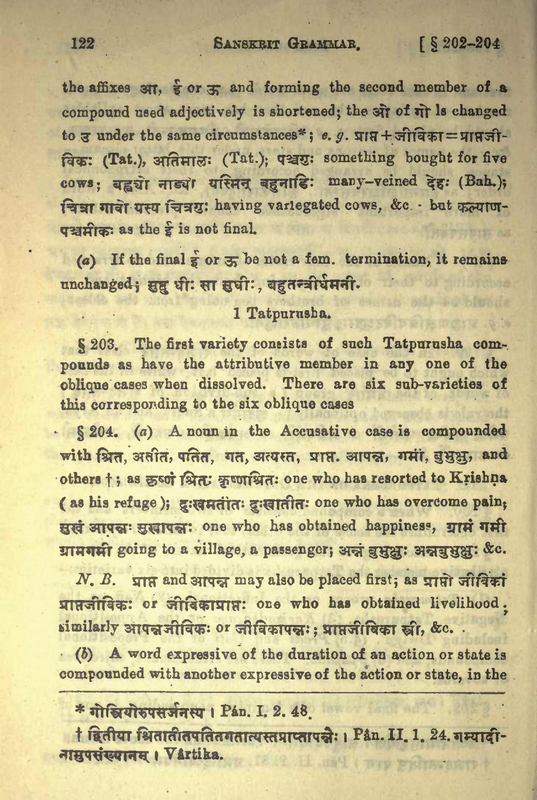 122 SANSKRIT GRAMMAR. [ § 202-204
the affixes आ, ई or ऊ and forming the second member of a
compound used adjectively is shortened; the ओ of गो is changed
to उ under the same circumstances*; e. g. प्राप्त+जीविका=प्राप्तजी-
विकः (Tat.), अतिमालः (Tat.); पञ्चगुः something bought for five
cows; बह्व्यो नाड्यो यस्मिन् बहुनाडिः many-veined देहः (Bah.);
चित्रा गावो यस्य चित्रगुः having variegated cows, &c. but कल्याण-
पञ्चमीकः as the ई is not final.
(a) If the final ई or ऊ be not a fem. termination, it remains
unchanged; सुष्ठु धीः सा सुधीः, बहुतन्त्रीर्धमनी.
1 Tatpurusha.
§ 203. The first variety consists of such Tatpurusha com-
pounds as have the attributive member in any one of the
oblique cases when dissolved. There are six sub-varieties of
this corresponding to the six oblique cases
§ 204. (a) A noun in the Accusative case is compounded
with श्रित, अतीत, पतित, गत, अत्यस्त, प्राप्त. आपन्न, गमिं, बुभुक्षु, and
others †; as कृष्णं श्रितः कृष्णाश्रितः one who has resorted to Krishna
( as his refuge ); दुःखमतीतः दुःखातीतः one who has overcome pain;
सुखं आपन्नः सुखापन्नः one who has obtained happiness, ग्रामं गमी
ग्रामगमी going to a village, a passenger; अन्नं बुभुक्षुः अन्नबुभुक्षुः &c.
N. B. प्राप्त and आपन्न may also be placed first; as प्राप्तो जीविकां
प्राप्तजीविकः or जीविकाप्राप्तः one who has obtained livelihood;
similarly आपन्नजीविकः or जीविकापन्नः; प्राप्तजीविका स्त्री, &c.
(b) A word expressive of the duration of an action or state is
compounded with another expressive of the action or state, in the
* गोस्त्रियोरुपसर्जनस्य । Pán. I. 2. 48.
† द्वितीया श्रितातीतपतितगतात्यस्तप्राप्तापन्नैः । Pán. II. 1. 24. गम्यादी-
नामुपसंख्यानम् । Vârtika.